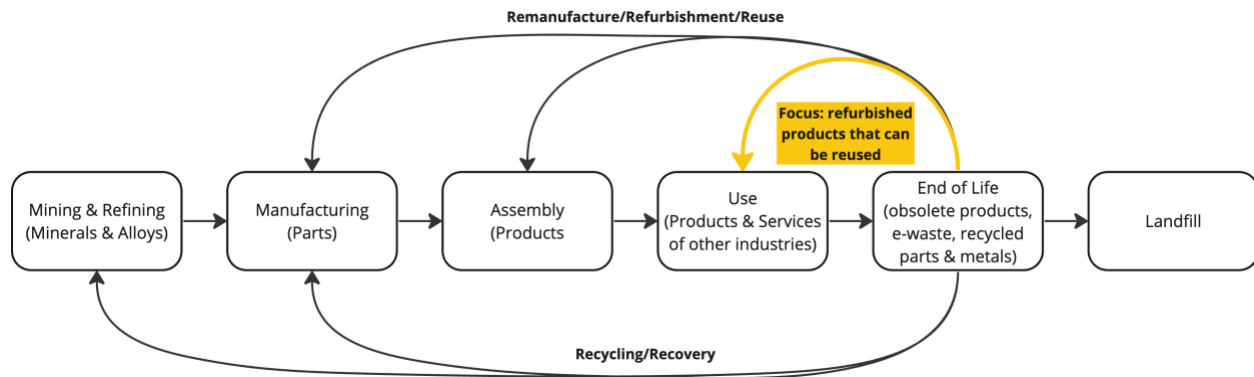 Remanufacture/Refurbishment/Reuse
Focus: refurbished
products that can
be reused
Mining & Refining
(Minerals & Alloys)
Manufacturing
(Parts)
Assembly
(Products
Use
(Products & Services
of other industries)
End of Life
(obsolete products,
e-waste, recycled
parts & metals)
Landfill
Recycling/Recovery